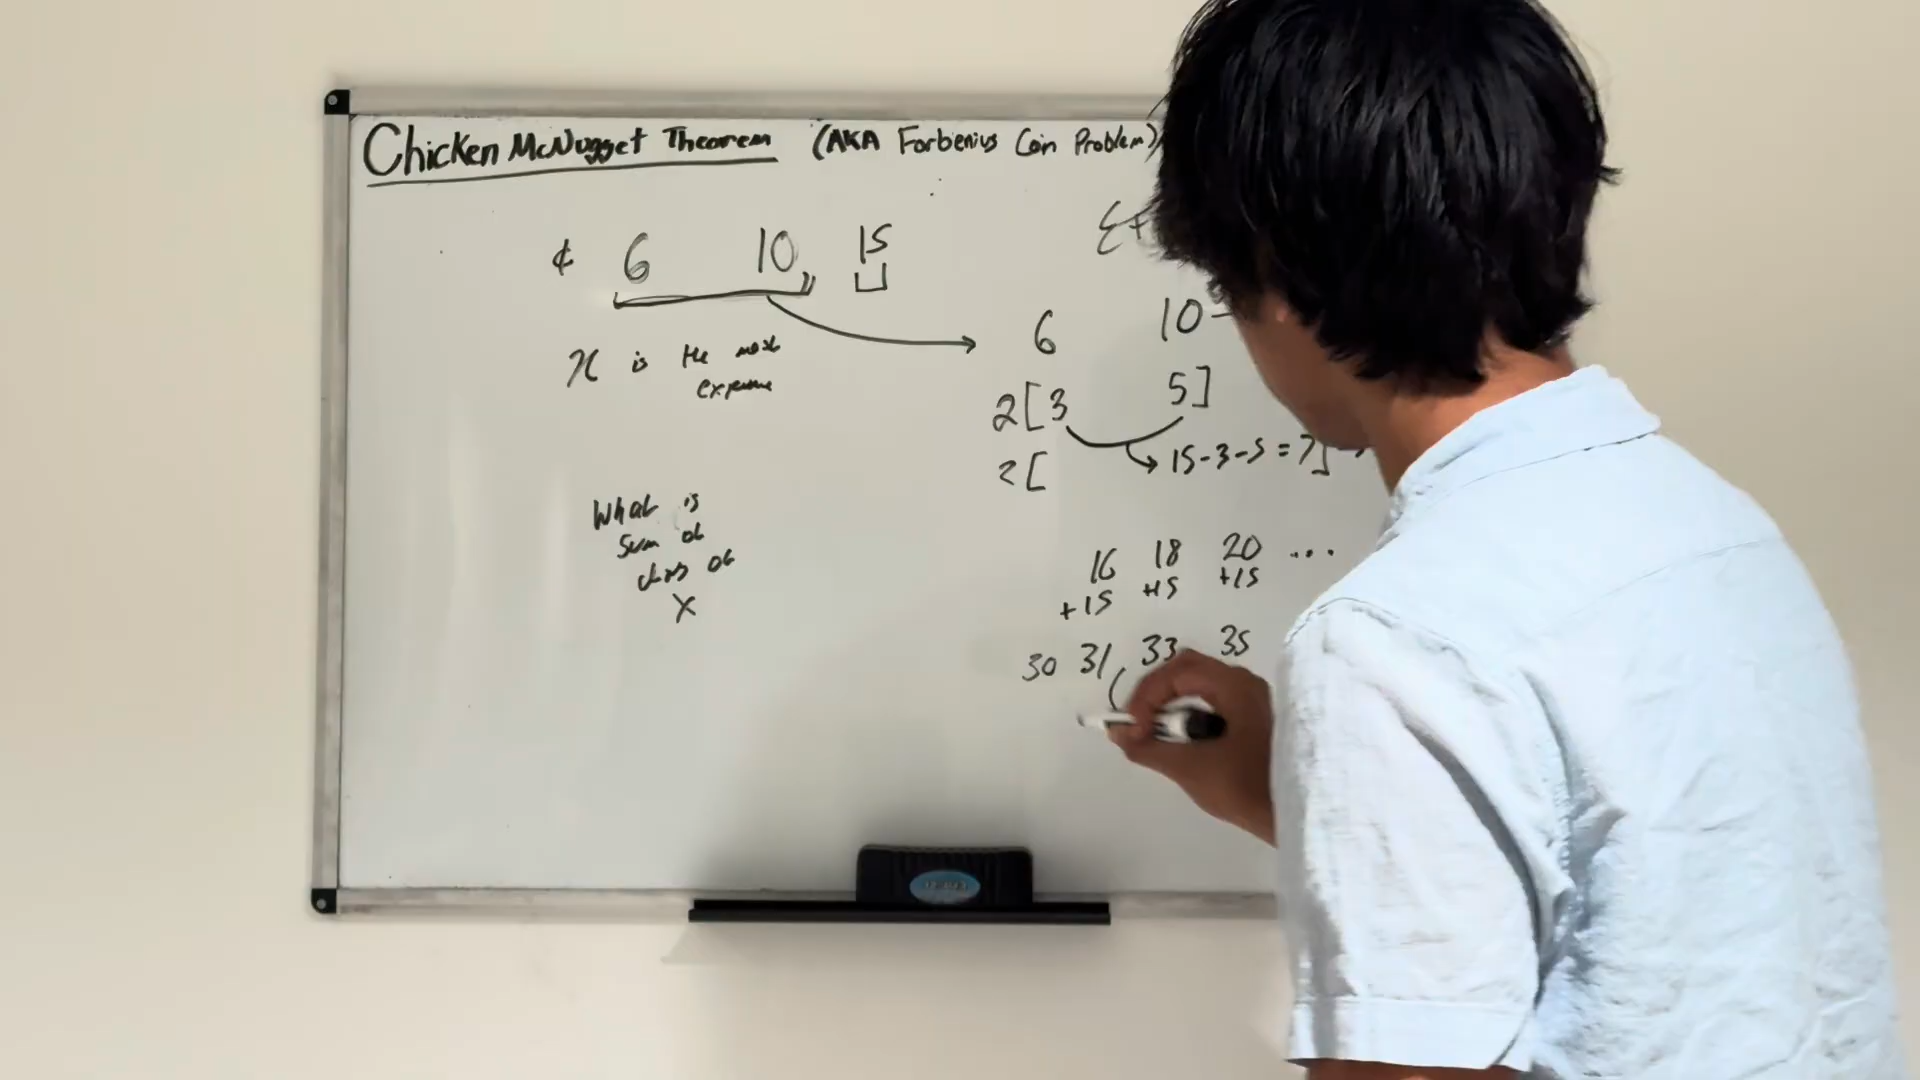 Chicken McNugget Theorem (AKA Forbenius Coin Problem)
¢ 6 10 15
x is the most
expensive
6 10
2[3 5]
15-3-5=7]
2[
What is
sum of
digits of
X
16 18 20 ...
+15 +15 +15
30 31 33 35